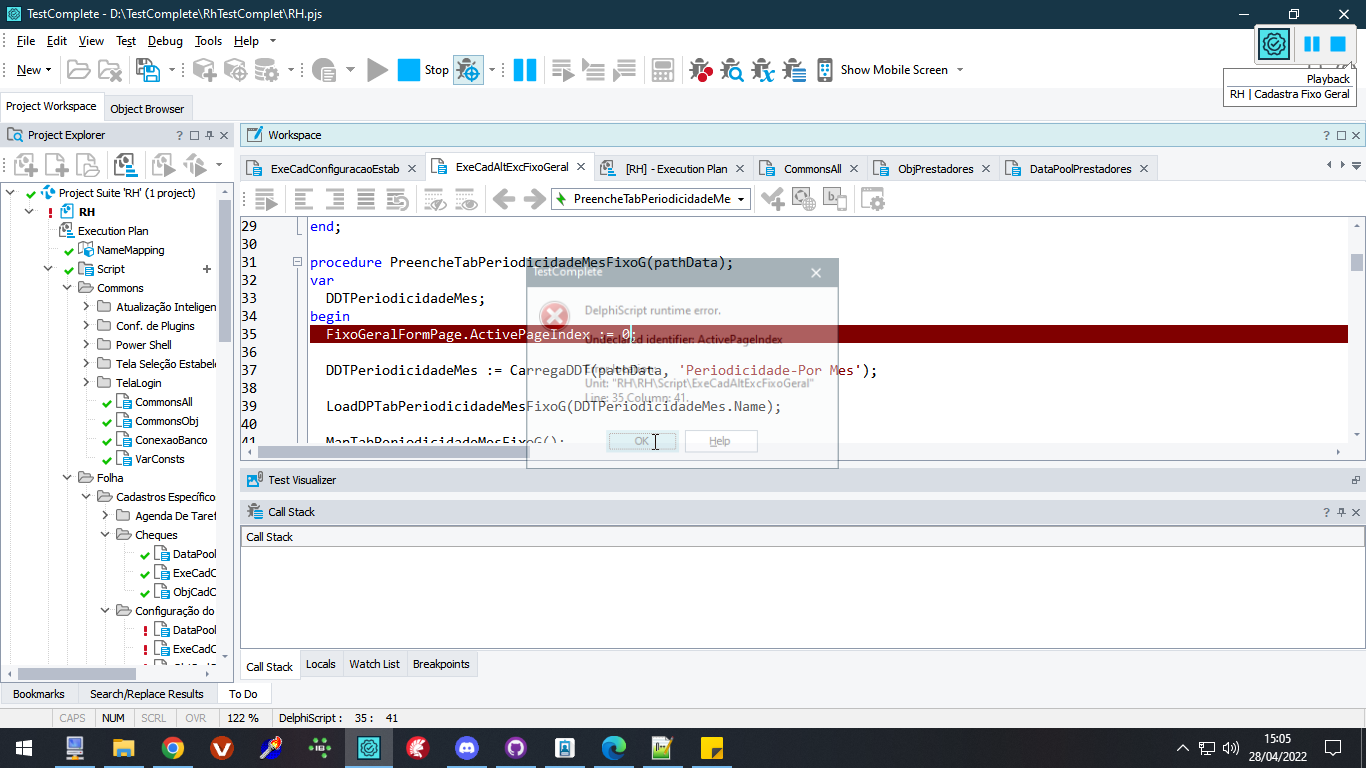 TestComplete - D:\TestComplete\RhTestComplet\RH.pjs
File Edit View Test Debug Tools Help
New Stop Show Mobile Screen
Playback
RH | Cadastra Fixo Geral
Project Workspace Object Browser
Project Explorer
Workspace
ExeCadConfiguracaoEstab ExeCadAltExcFixoGeral [RH] - Execution Plan CommonsAll ObjPrestadores DataPoolPrestadores
PreencheTabPeriodicidadeMe
Project Suite 'RH' (1 project)
RH
Execution Plan
NameMapping
Script
Commons
Atualização Inteligen
Conf. de Plugins
Power Shell
Tela Seleção Estabele
TelaLogin
CommonsAll
CommonsObj
ConexaoBanco
VarConsts
Folha
Cadastros Específico
Agenda De Taref
Cheques
DataPool
ExeCadC
ObjCadC
Configuração do
DataPool
ExeCadC
29 end;
30
31 procedure PreencheTabPeriodicidadeMesFixoG(pathData);
32 var
33 DDTPeriodicidadeMes;
34 begin
35 FixoGeralFormPage.ActivePageIndex := 0;
36
37 DDTPeriodicidadeMes := CarregaDDT(pathData, 'Periodicidade-Por Mes');
38
39 LoadDPTabPeriodicidadeMesFixoG(DDTPeriodicidadeMes.Name);
40
41 ManTabPeriodicidadeMesFixoG();
TestComplete
DelphiScript runtime error.
Undeclared identifier: ActivePageIndex
Unit: "RH\RH\Script\ExeCadAltExcFixoGeral"
Line: 35 Column: 41.
OK Help
Test Visualizer
Call Stack
Call Stack
Call Stack Locals Watch List Breakpoints
Bookmarks Search/Replace Results To Do
CAPS NUM SCRL OVR 122 % DelphiScript : 35 : 41
15:05
28/04/2022